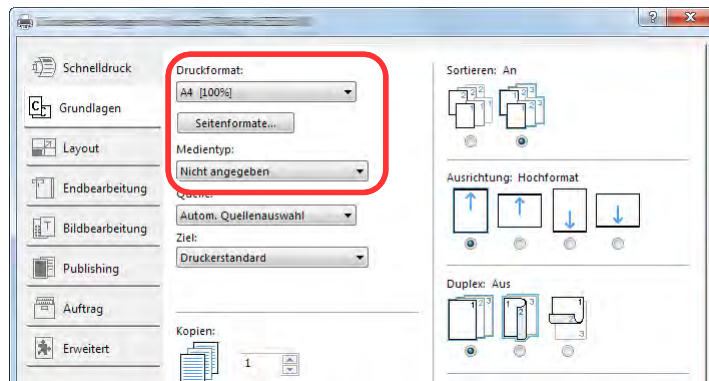 Schnelldruck
Grundlagen
Layout
Endbearbeitung
Bildbearbeitung
Publishing
Auftrag
Erweitert
Druckformat:
A4 [100%]
Seitenformate...
Medientyp:
Nicht angegeben
Quelle:
Autom. Quellenauswahl
Ziel:
Druckerstandard
Kopien:
1
Sortieren: An
Ausrichtung: Hochformat
Duplex: Aus